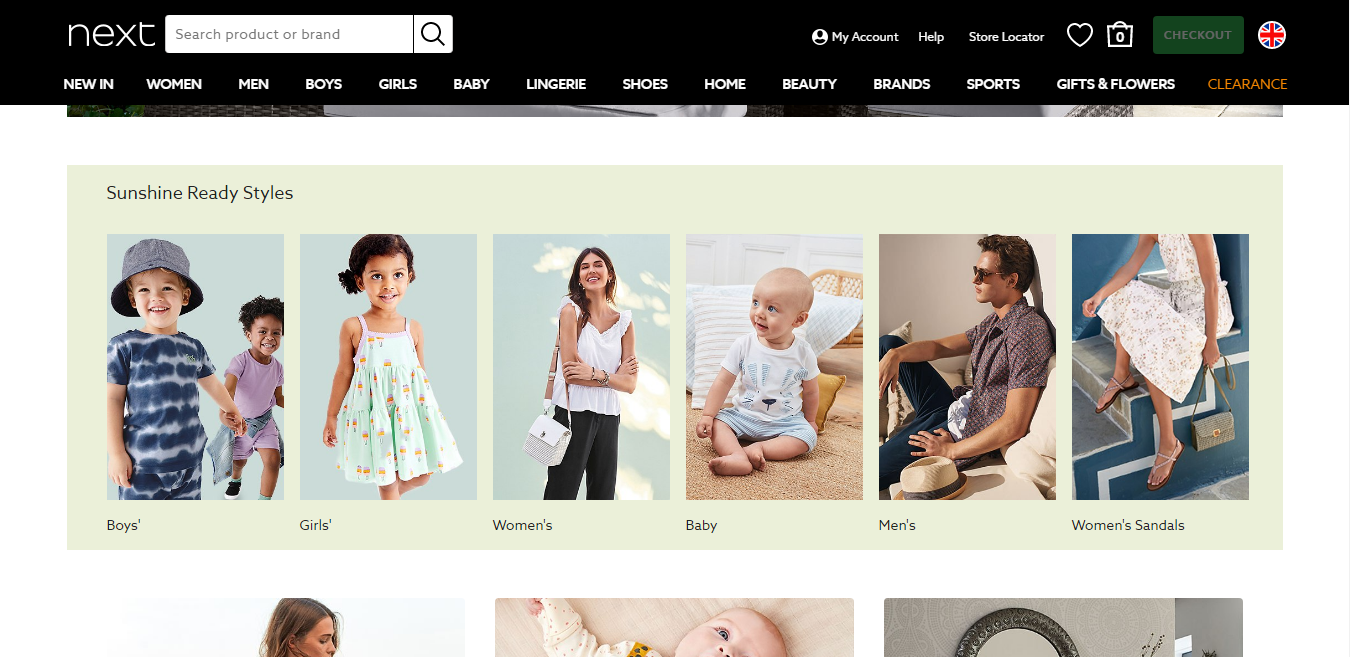 next
Search product or brand
My Account
Help
Store Locator
0
CHECKOUT
NEW IN
WOMEN
MEN
BOYS
GIRLS
BABY
LINGERIE
SHOES
HOME
BEAUTY
BRANDS
SPORTS
GIFTS & FLOWERS
CLEARANCE
Sunshine Ready Styles
Boys'
Girls'
Women's
Baby
Men's
Women's Sandals